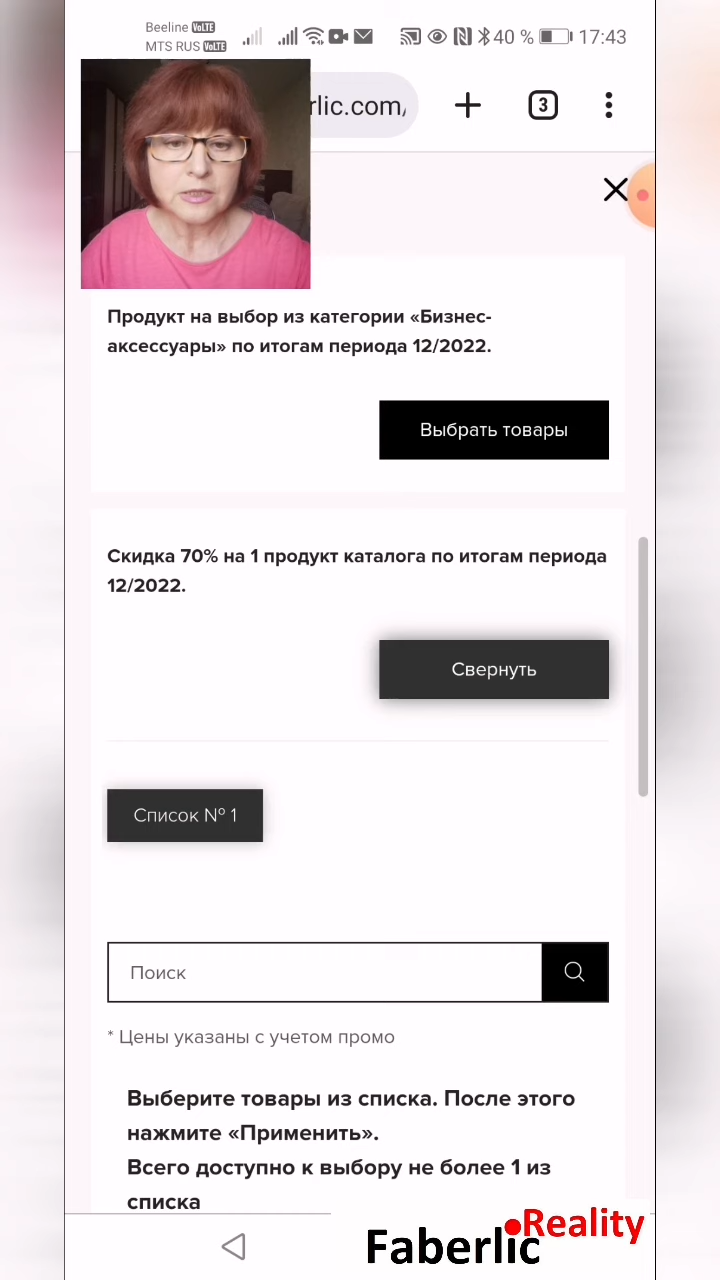 Beeline VoLTE
MTS RUS VoLTE
40 %
17:43
rlic.com,
3
Продукт на выбор из категории «Бизнес-
аксессуары» по итогам периода 12/2022.
Выбрать товары
Скидка 70% на 1 продукт каталога по итогам периода
12/2022.
Свернуть
Список № 1
Поиск
* Цены указаны с учетом промо
Выберите товары из списка. После этого
нажмите «Применить».
Всего доступно к выбору не более 1 из
списка
Reality
Faberlic